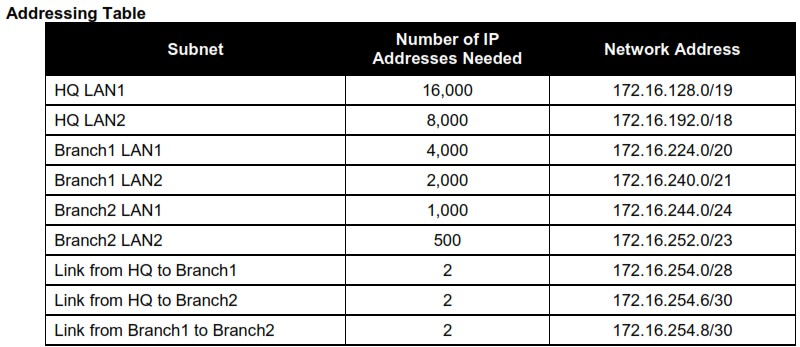 Addressing Table
Subnet Number of IP Addresses Needed Network Address
HQ LAN1 16,000 172.16.128.0/19
HQ LAN2 8,000 172.16.192.0/18
Branch1 LAN1 4,000 172.16.224.0/20
Branch1 LAN2 2,000 172.16.240.0/21
Branch2 LAN1 1,000 172.16.244.0/24
Branch2 LAN2 500 172.16.252.0/23
Link from HQ to Branch1 2 172.16.254.0/28
Link from HQ to Branch2 2 172.16.254.6/30
Link from Branch1 to Branch2 2 172.16.254.8/30